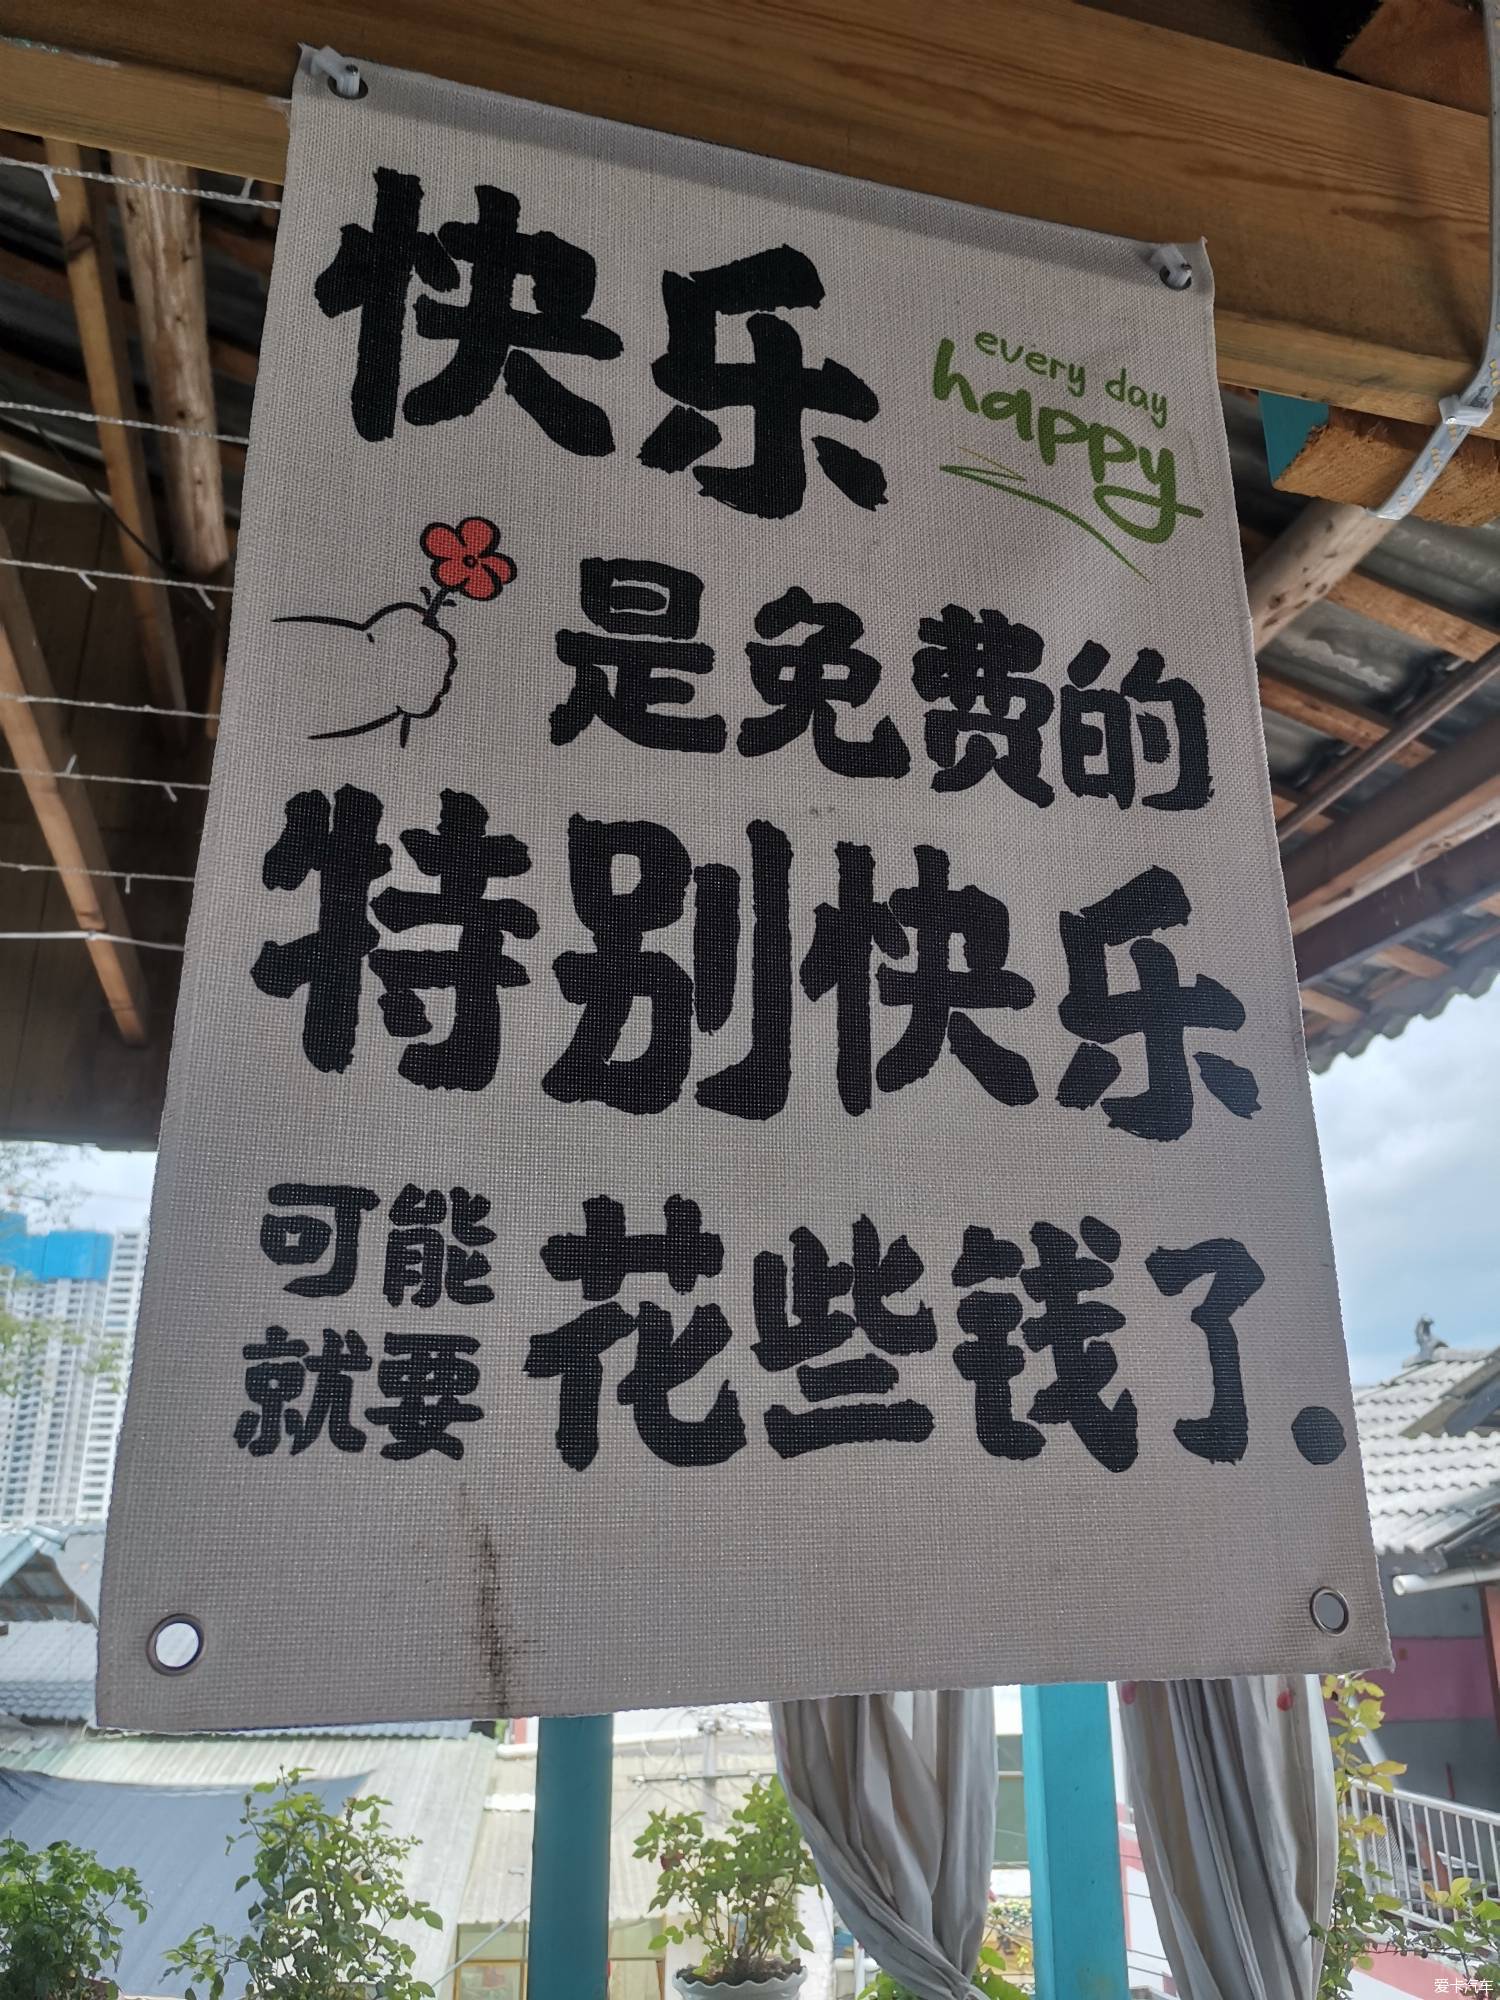 快乐
every day
happy
是免费的
特别快乐
可能
就要
花些钱了.
爱卡汽车